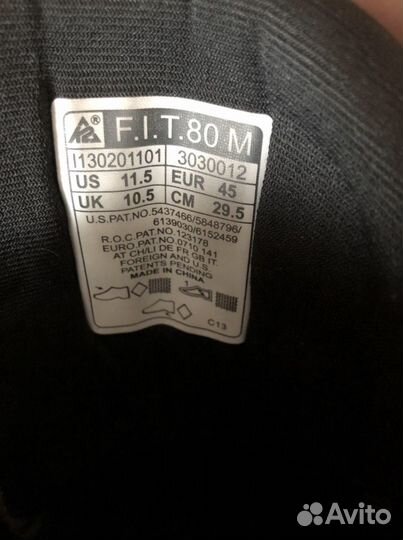 K2® F.I.T.80 M
I130201101 3030012
US 11.5 EUR 45
UK 10.5 CM 29.5
U.S.PAT.NO.5437466/5848796/
6139030/6152459
R.O.C.PAT.NO.123178
EURO.PAT.NO.0710 141
AT CH/LI DE FR GB IT.
FOREIGN AND U.S.
PATENTS PENDING
MADE IN CHINA
C13
Avito